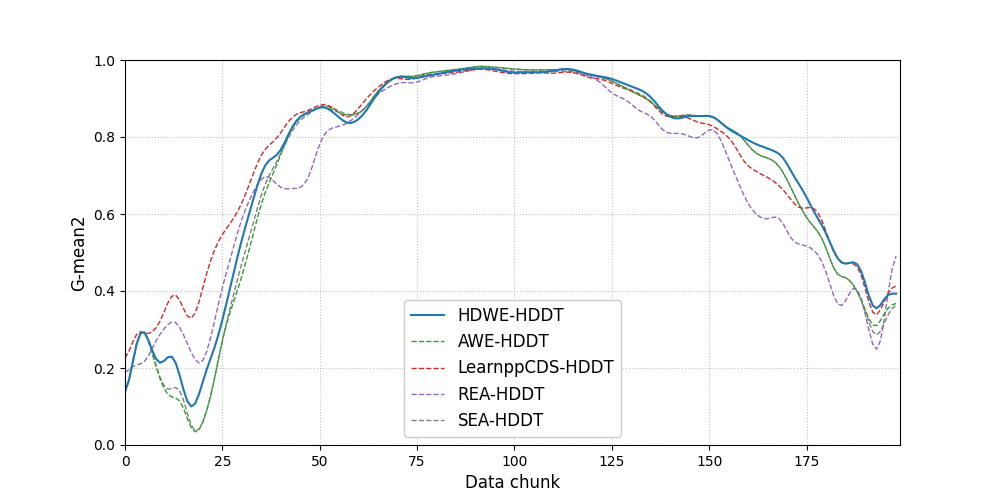 1.0
0.8
0.6
0.4
0.2
0.0
G-mean2
0
25
50
75
100
125
150
175
Data chunk
HDWE-HDDT
AWE-HDDT
LearnppCDS-HDDT
REA-HDDT
SEA-HDDT